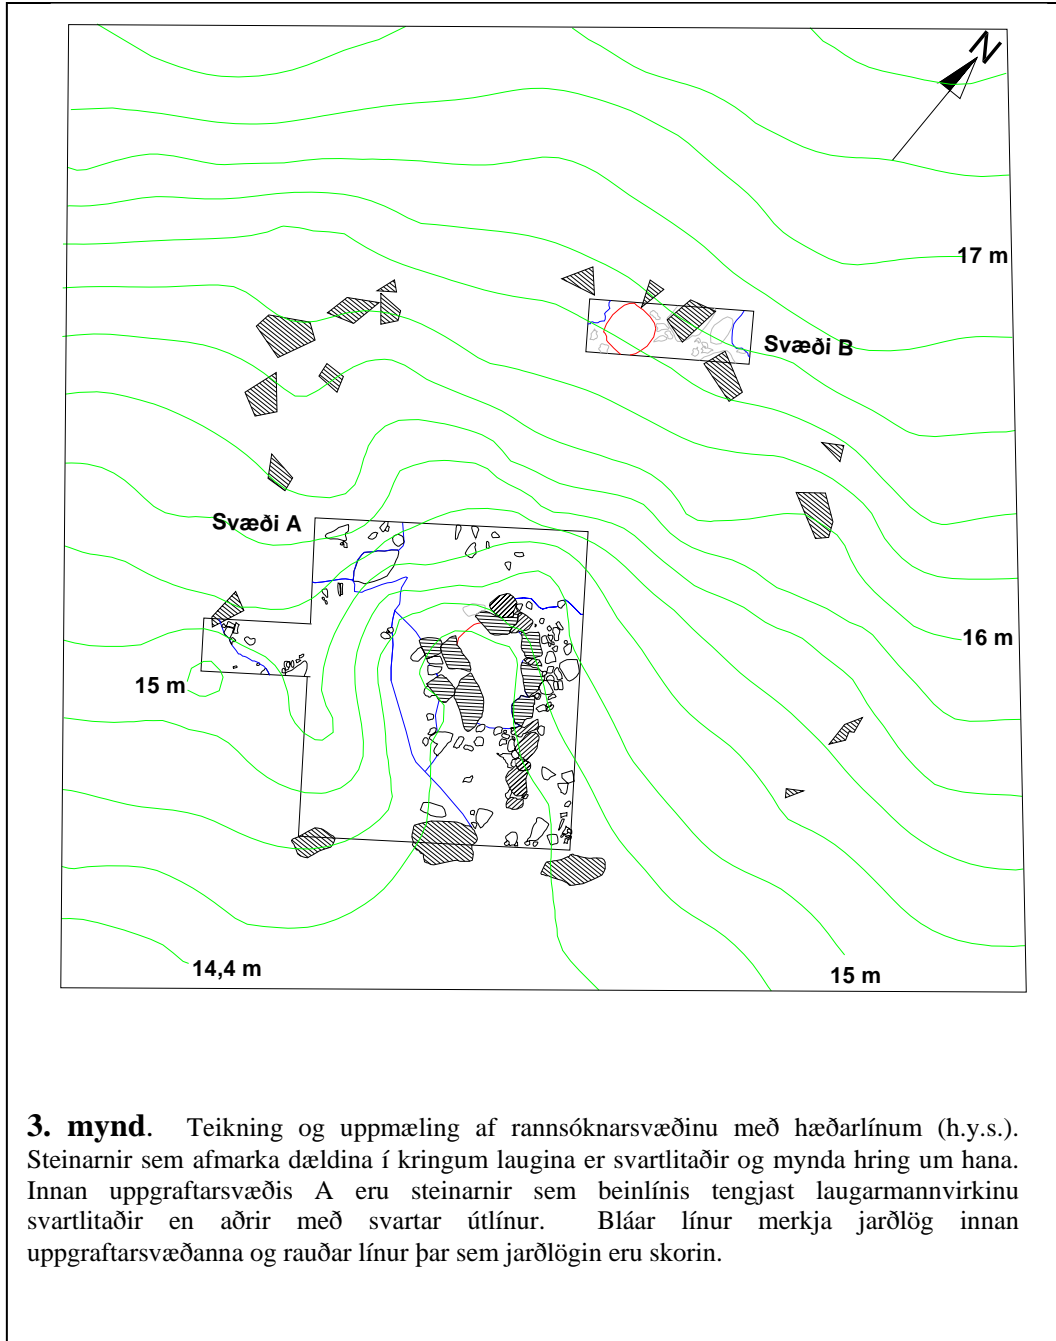 N
17 m
Svæði B
Svæði A
16 m
15 m
14,4 m
15 m
3. mynd. Teikning og uppmæling af rannsóknarsvæðinu með hæðarlínum (h.y.s.).
Steinarnir sem afmarka dældina í kringum laugina er svartlitaðir og mynda hring um hana.
Innan uppgraftarsvæðis A eru steinarnir sem beinlínis tengjast laugarmannvirkinu
svartlitaðir en aðrir með svartar útlínur. Bláar línur merkja jarðlög innan
uppgraftarsvæðanna og rauðar línur þar sem jarðlögin eru skorin.